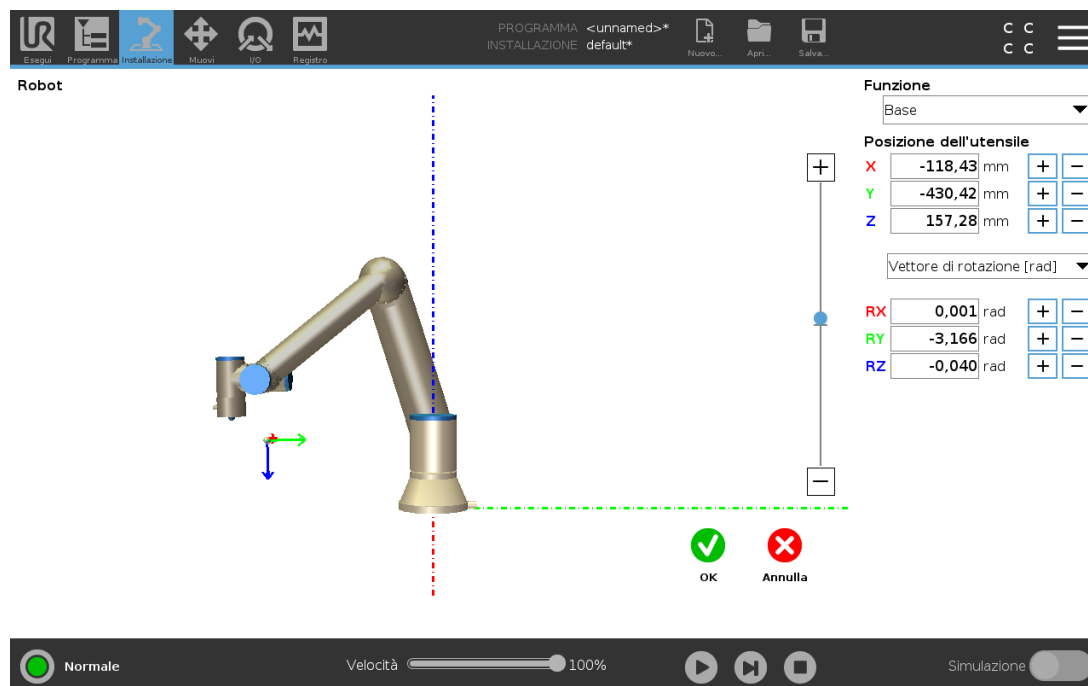 PROGRAMMA <unnamed>*
INSTALLAZIONE default*
C C
C C
Esegui Programma Installazione Muovi I/O Registro Nuovo... Apri... Salva...
Robot
Funzione
Base
Posizione dell'utensile
X -118,43 mm + −
Y -430,42 mm + −
Z 157,28 mm + −
Vettore di rotazione [rad]
RX 0,001 rad + −
RY -3,166 rad + −
RZ -0,040 rad + −
OK Annulla
Normale Velocità 100% Simulazione